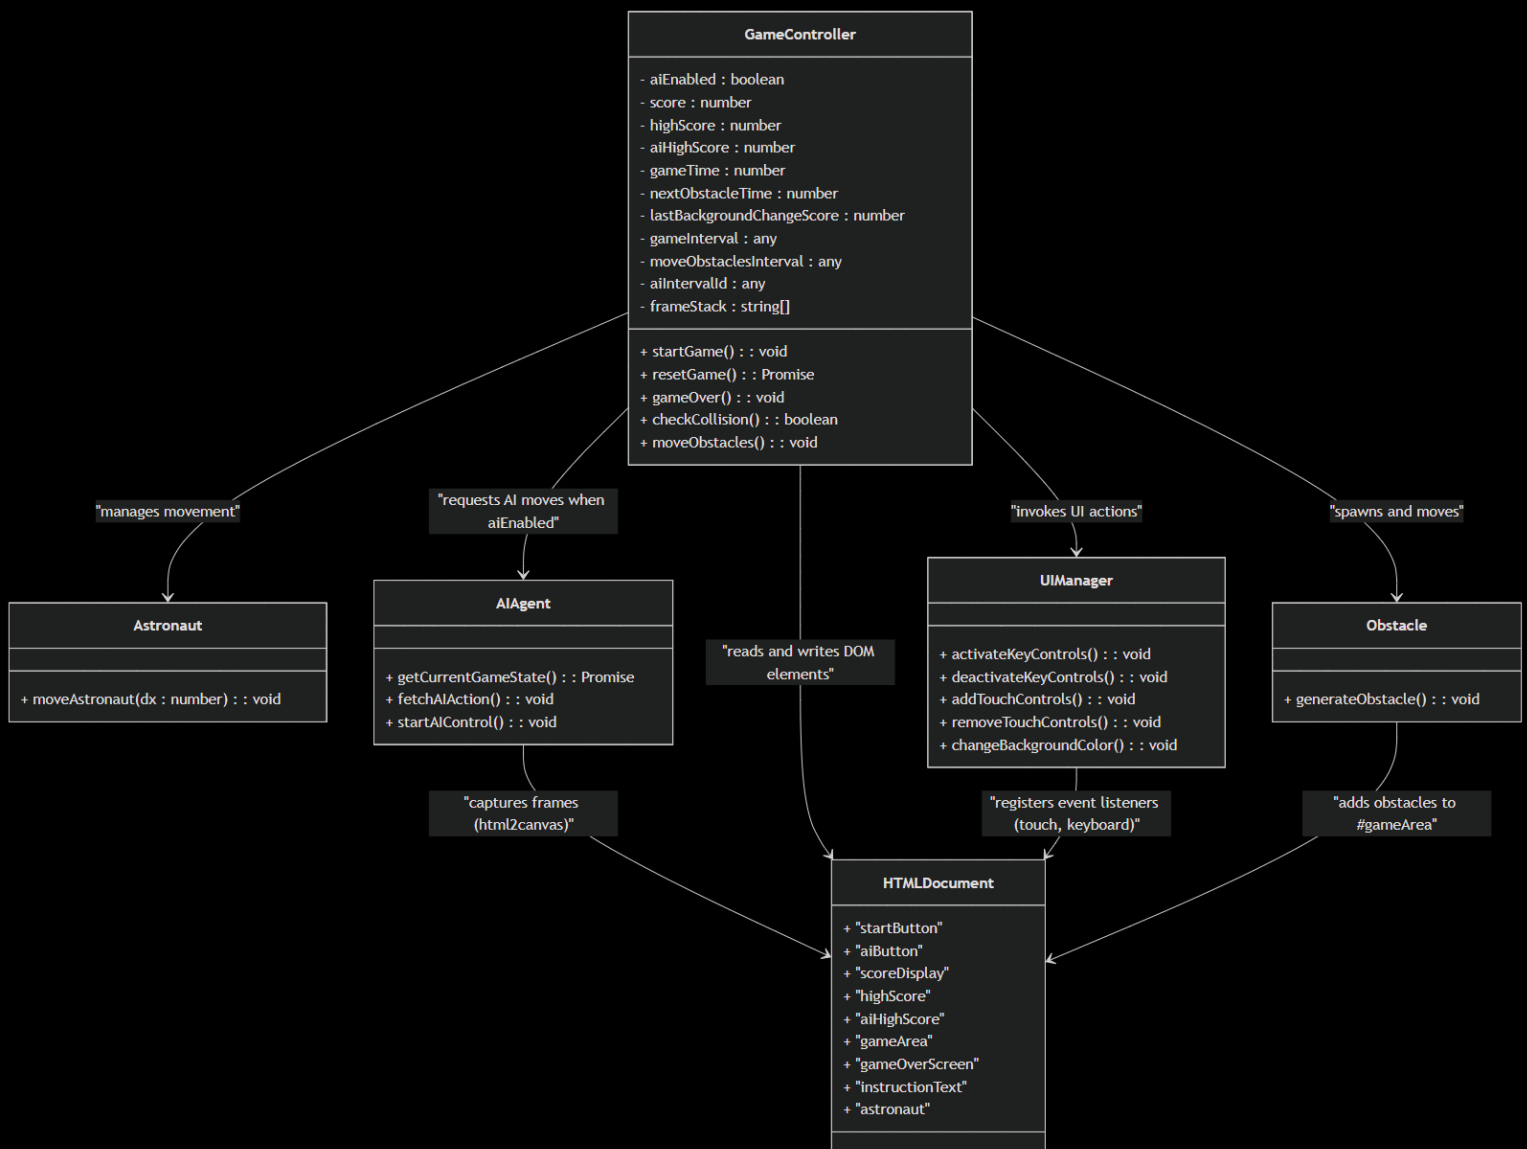 GameController
- aiEnabled : boolean
- score : number
- highScore : number
- aiHighScore : number
- gameTime : number
- nextObstacleTime : number
- lastBackgroundChangeScore : number
- gameInterval : any
- moveObstaclesInterval : any
- aiIntervalId : any
- frameStack : string[]
+ startGame() : : void
+ resetGame() : : Promise
+ gameOver() : : void
+ checkCollision() : : boolean
+ moveObstacles() : : void
"manages movement"
"requests AI moves when
aiEnabled"
"invokes UI actions"
"spawns and moves"
Astronaut
+ moveAstronaut(dx : number) : : void
AIAgent
+ getCurrentGameState() : : Promise
+ fetchAIAction() : : void
+ startAIControl() : : void
"reads and writes DOM
elements"
UIManager
+ activateKeyControls() : : void
+ deactivateKeyControls() : : void
+ addTouchControls() : : void
+ removeTouchControls() : : void
+ changeBackgroundColor() : : void
Obstacle
+ generateObstacle() : : void
"captures frames
(html2canvas)"
"registers event listeners
(touch, keyboard)"
"adds obstacles to
#gameArea"
HTMLDocument
+ "startButton"
+ "aiButton"
+ "scoreDisplay"
+ "highScore"
+ "aiHighScore"
+ "gameArea"
+ "gameOverScreen"
+ "instructionText"
+ "astronaut"